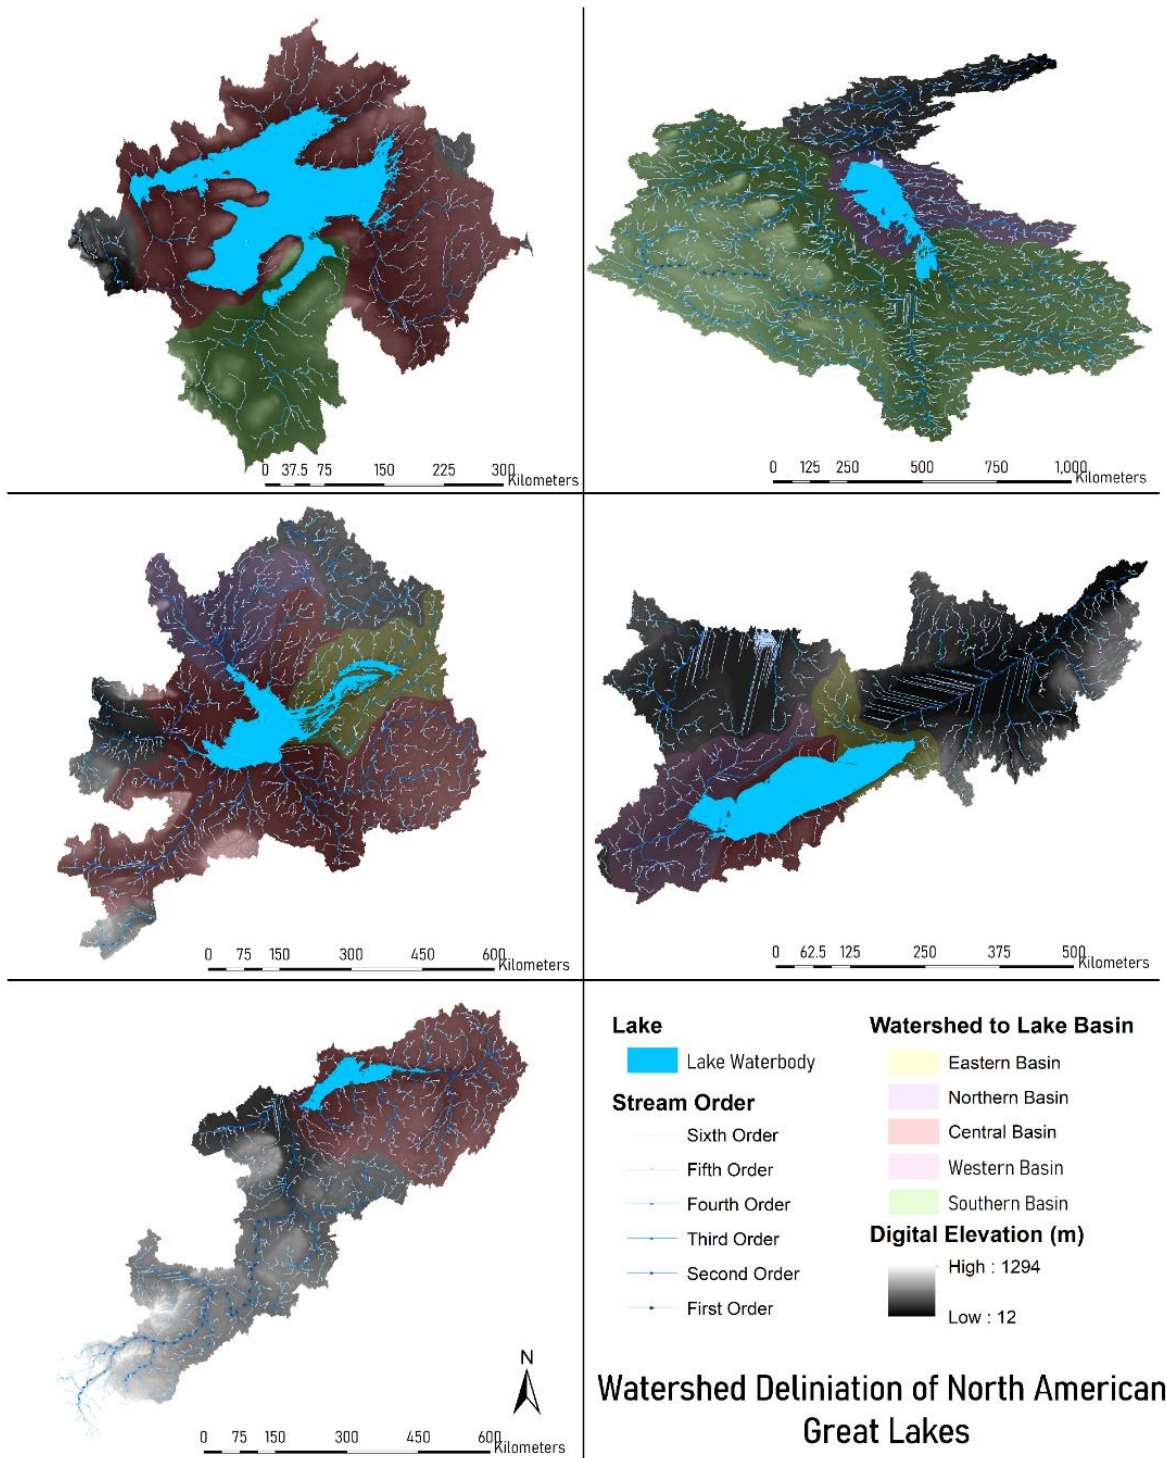 0 37.5 75 150 225 300
Kilometers
0 125 250 500 750 1,000
Kilometers
0 75 150 300 450 600
Kilometers
0 62.5 125 250 375 500
Kilometers
Lake
Lake Waterbody
Stream Order
Sixth Order
Fifth Order
Fourth Order
Third Order
Second Order
First Order
Watershed to Lake Basin
Eastern Basin
Northern Basin
Central Basin
Western Basin
Southern Basin
Digital Elevation (m)
High : 1294
Low : 12
N
0 75 150 300 450 600
Kilometers
Watershed Deliniation of North American
Great Lakes